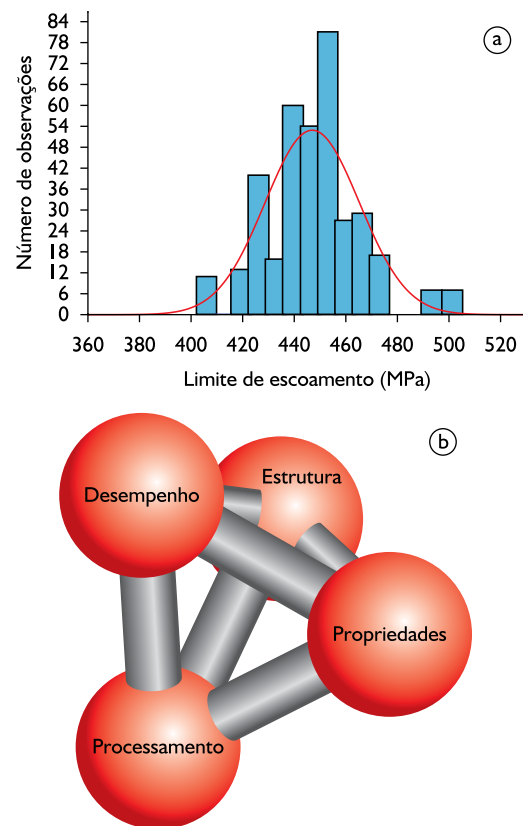 84
a
78
72
66
60
54
48
42
36
30
24
18
12
6
0
Número de observações
360 400 420 440 460 480 500 520
Limite de escoamento (MPa)
b
Desempenho
Estrutura
Propriedades
Processamento